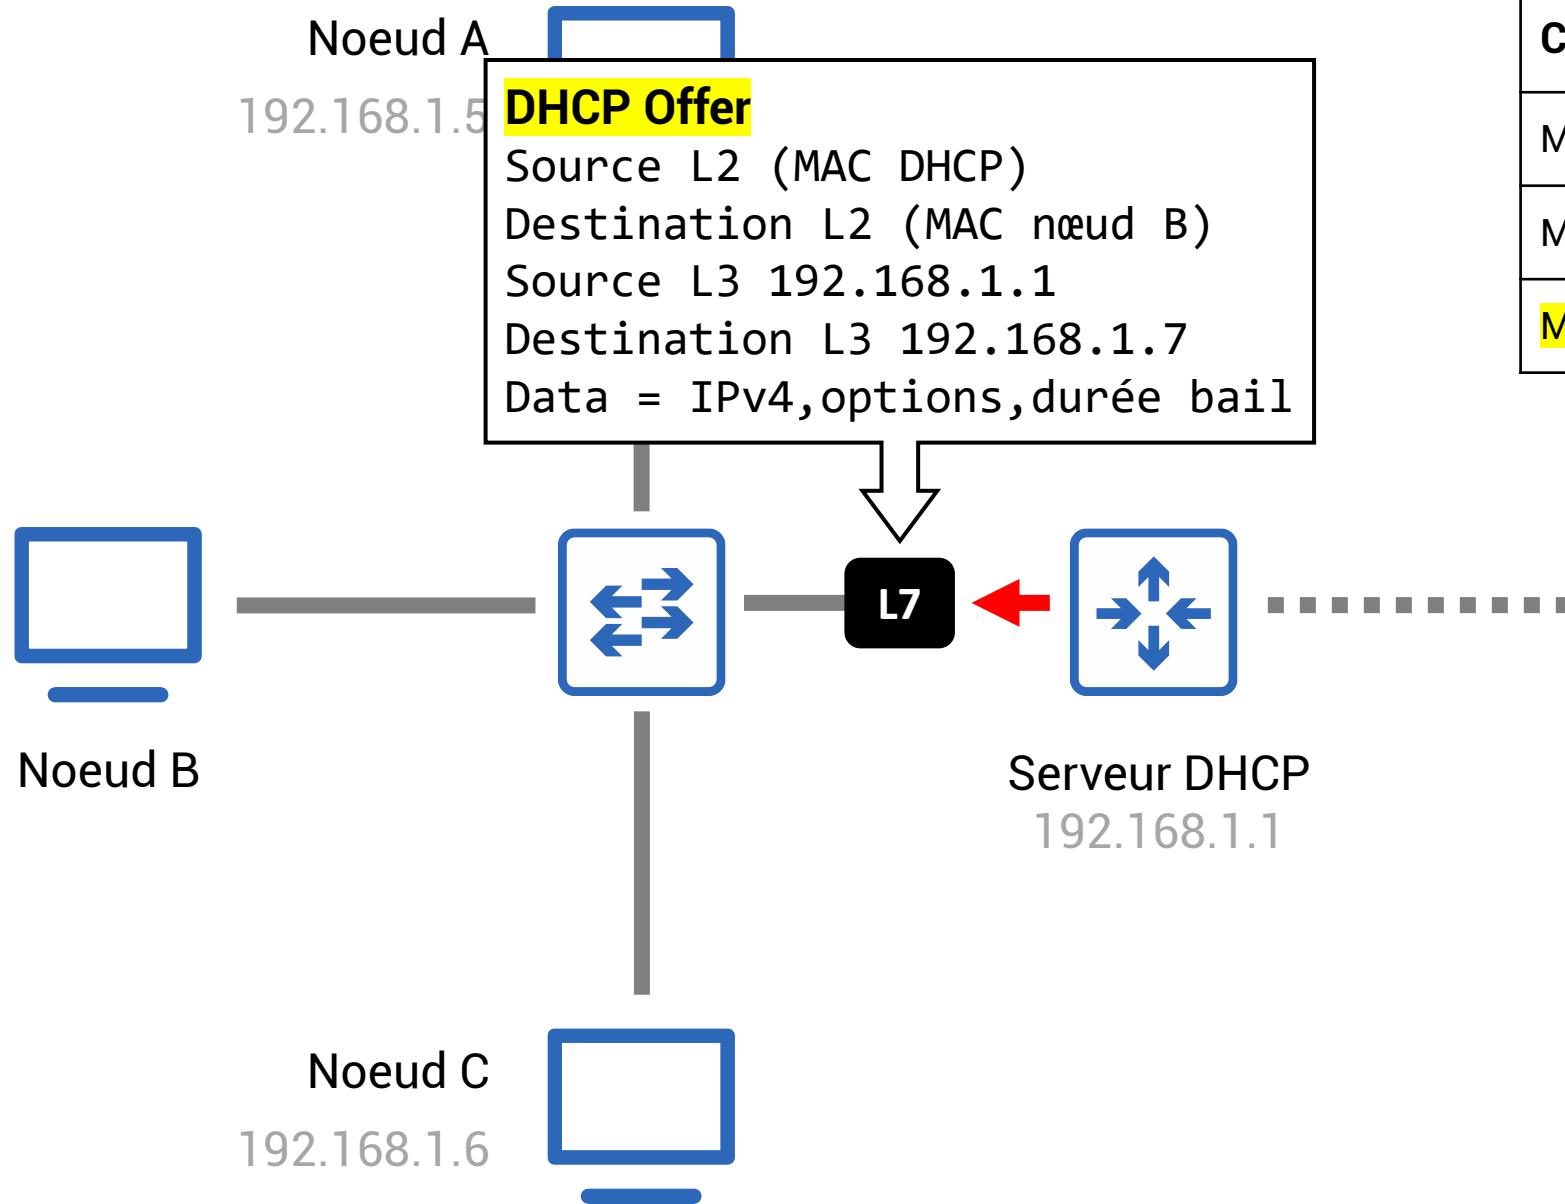 Noeud A
192.168.1.5
DHCP Offer
Source L2 (MAC DHCP)
Destination L2 (MAC nœud B)
Source L3 192.168.1.1
Destination L3 192.168.1.7
Data = IPv4,options,durée bail
L7
Noeud B
Serveur DHCP
192.168.1.1
Noeud C
192.168.1.6